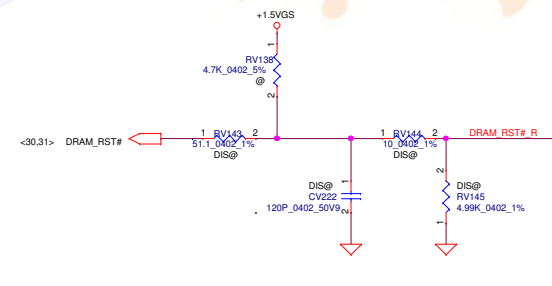 +1.5VGS
1
RV138
4.7K_0402_5%
@
2
<30,31> DRAM_RST#
1 RV143 2
51.1_0402_1%
DIS@
1 RV144 2
10_0402_1%
DIS@
DRAM_RST#_R
DIS@
CV222
120P_0402_50V9
1
2
2
DIS@
RV145
4.99K_0402_1%
1